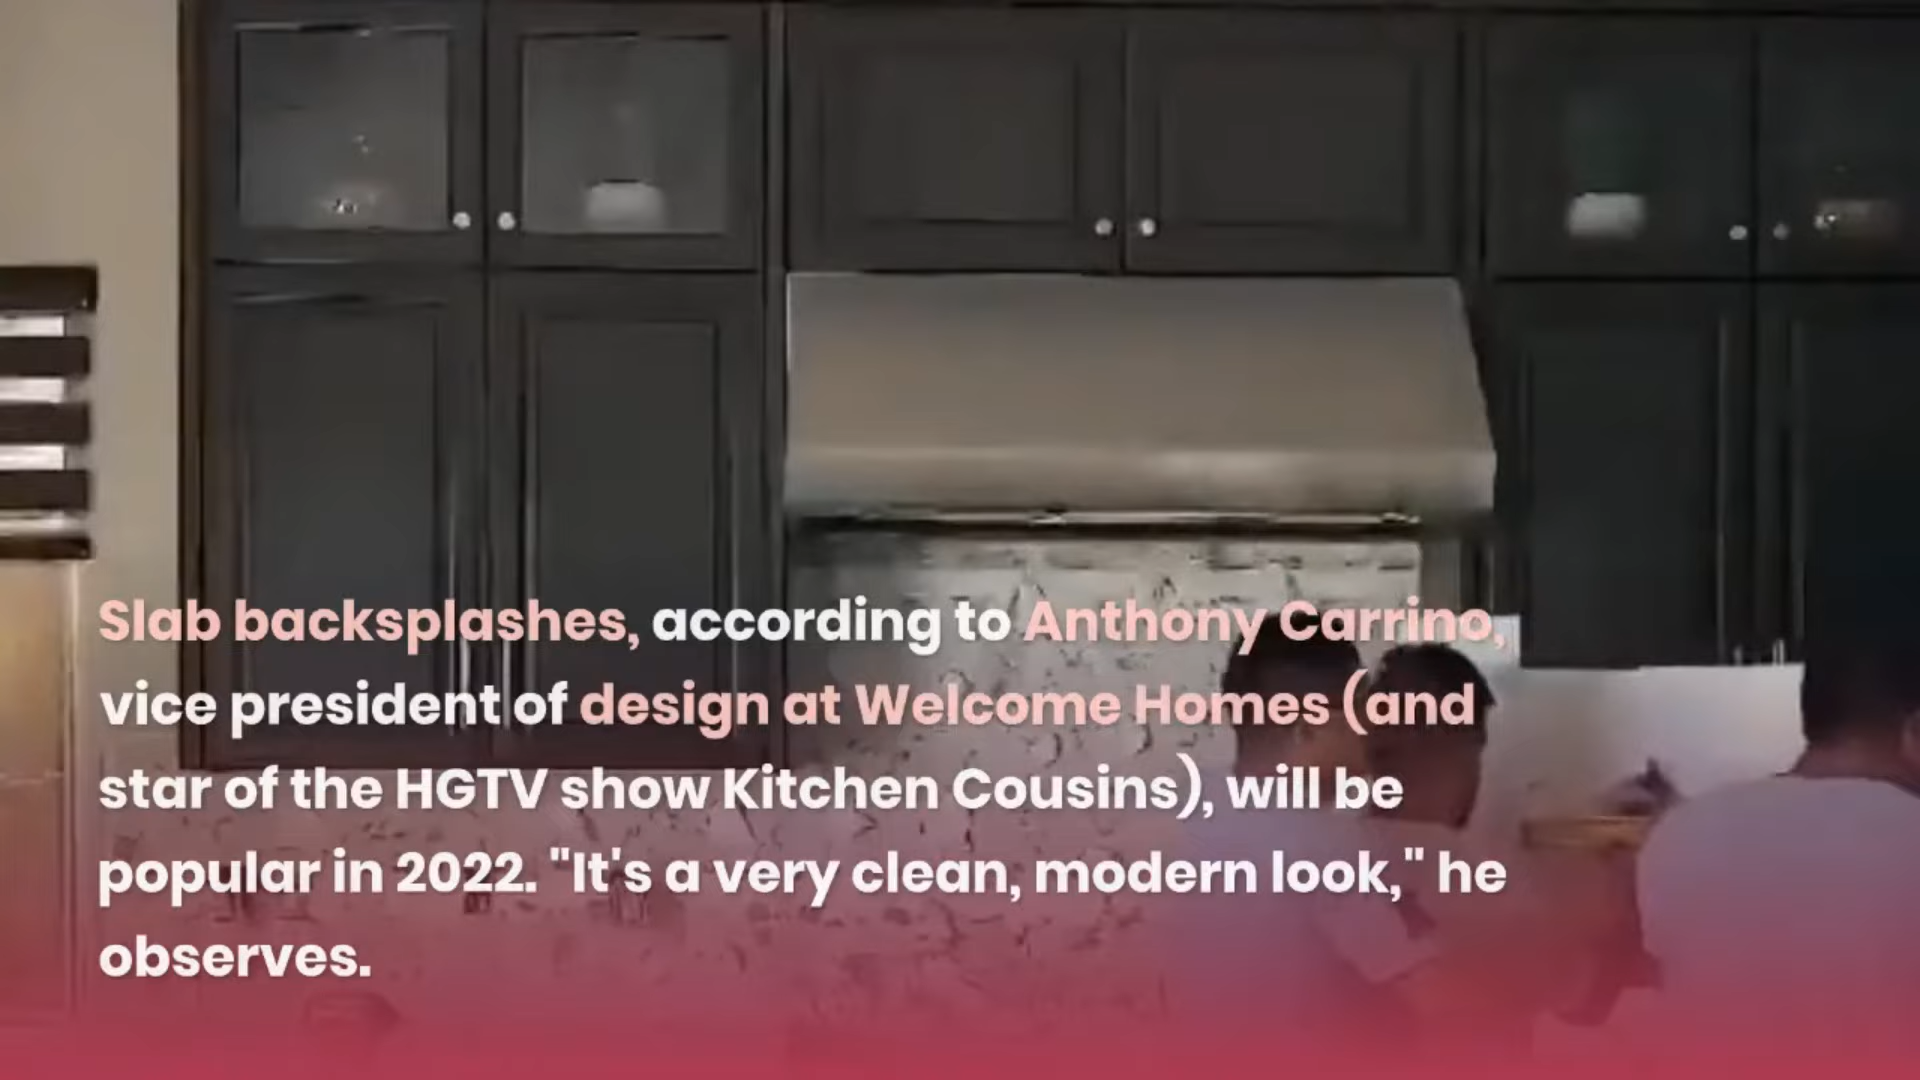 Slab backsplashes, according to Anthony Carrino,
vice president of design at Welcome Homes (and
star of the HGTV show Kitchen Cousins), will be
popular in 2022. "It's a very clean, modern look," he
observes.